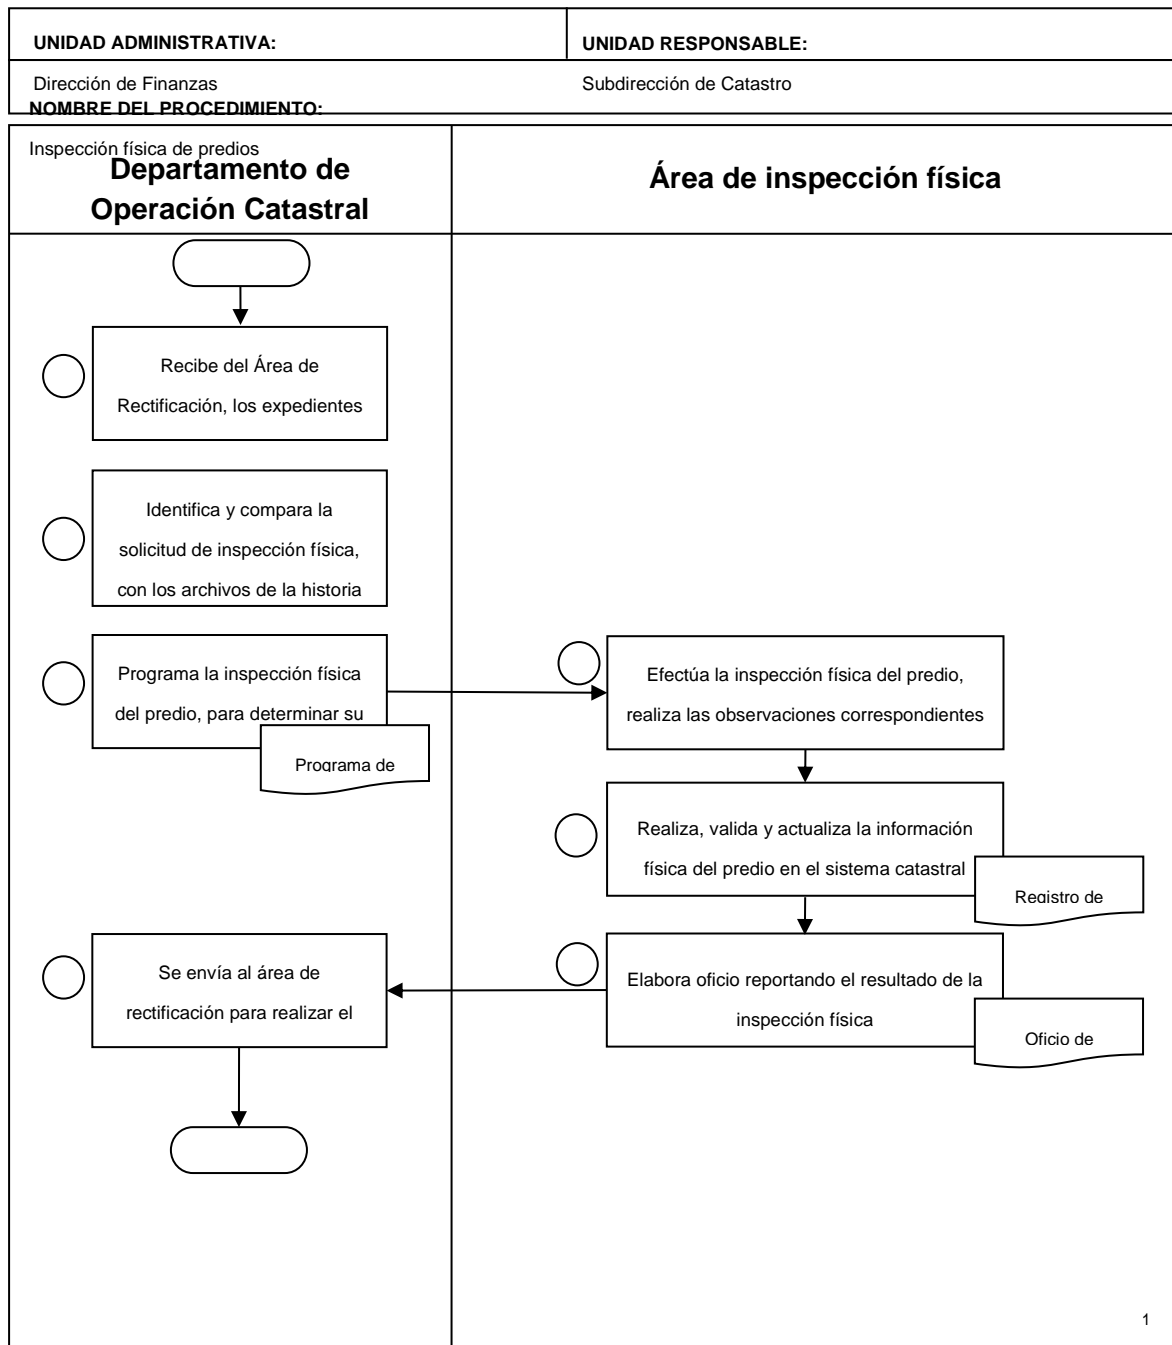 UNIDAD ADMINISTRATIVA:
UNIDAD RESPONSABLE:
Dirección de Finanzas
Subdirección de Catastro
NOMBRE DEL PROCEDIMIENTO:
Inspección física de predios
Departamento de
Operación Catastral
Área de inspección física
Recibe del Área de
Rectificación, los expedientes
Identifica y compara la
solicitud de inspección física,
con los archivos de la historia
Programa la inspección física
del predio, para determinar su
Programa de
Efectúa la inspección física del predio,
realiza las observaciones correspondientes
Realiza, valida y actualiza la información
física del predio en el sistema catastral
Registro de
Elabora oficio reportando el resultado de la
inspección física
Oficio de
Se envía al área de
rectificación para realizar el
1